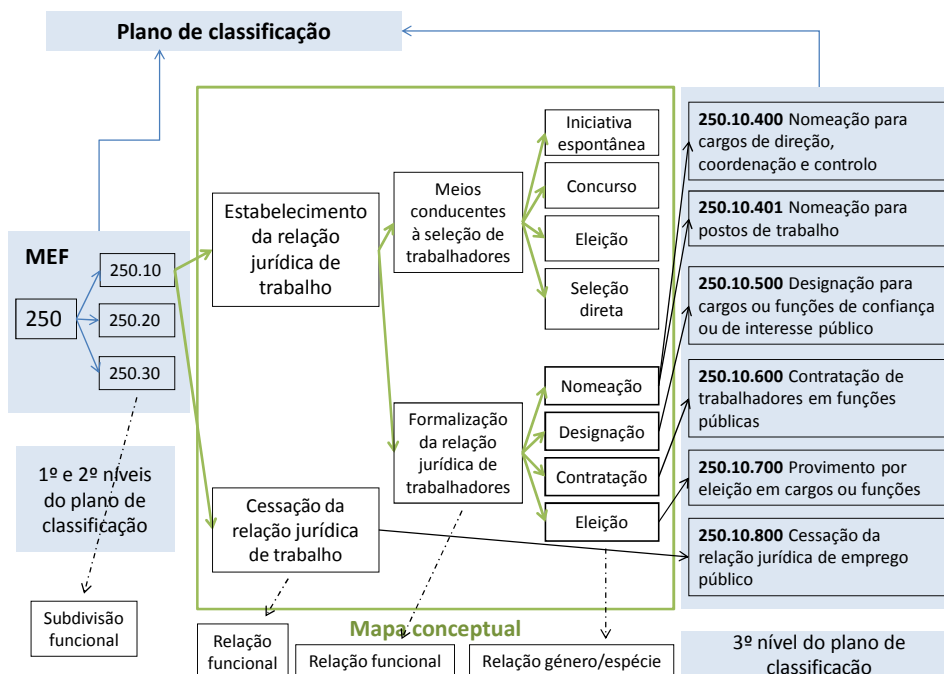 Plano de classificação
MEF
250
250.10
250.20
250.30
1º e 2º níveis
do plano de
classificação
Subdivisão
funcional
Estabelecimento
da relação
jurídica de
trabalho
Cessação da
relação jurídica
de trabalho
Meios
conducentes
à seleção de
trabalhadores
Formalização
da relação
jurídica de
trabalhadores
Iniciativa
espontânea
Concurso
Eleição
Seleção
direta
Nomeação
Designação
Contratação
Eleição
Mapa conceptual
Relação
funcional
Relação funcional
Relação género/espécie
250.10.400 Nomeação para
cargos de direção,
coordenação e controlo
250.10.401 Nomeação para
postos de trabalho
250.10.500 Designação para
cargos ou funções de confiança
ou de interesse público
250.10.600 Contratação de
trabalhadores em funções
públicas
250.10.700 Provimento por
eleição em cargos ou funções
250.10.800 Cessação da
relação jurídica de emprego
público
3º nível do plano de
classificação